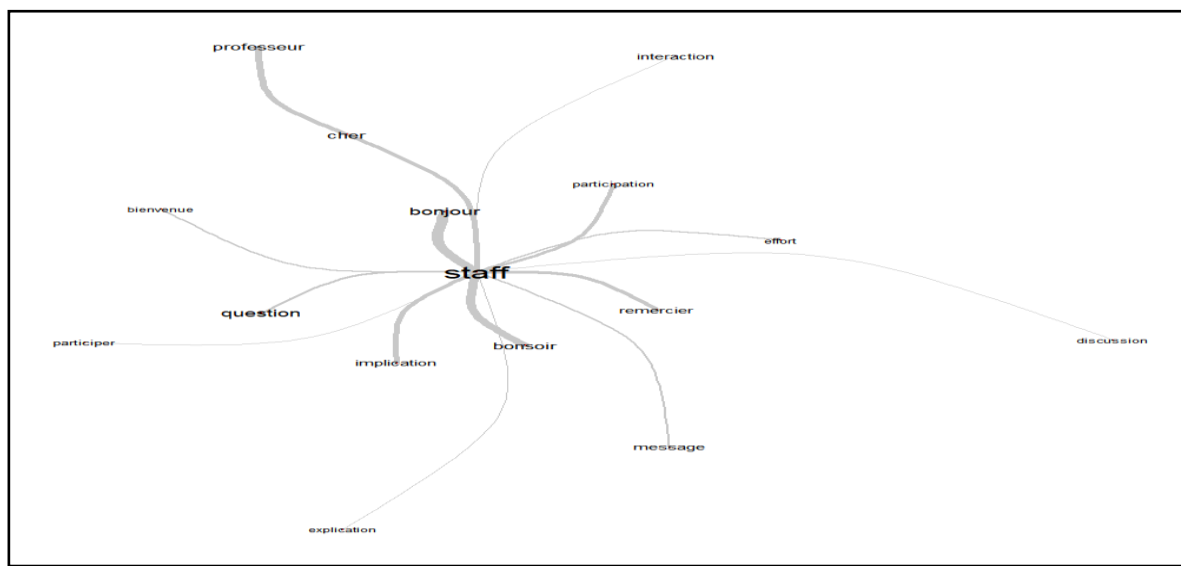 professeur
interaction
cher
participation
bienvenue
bonjour
effort
staff
question
remercier
participer
bonsoir
discussion
implication
message
explication